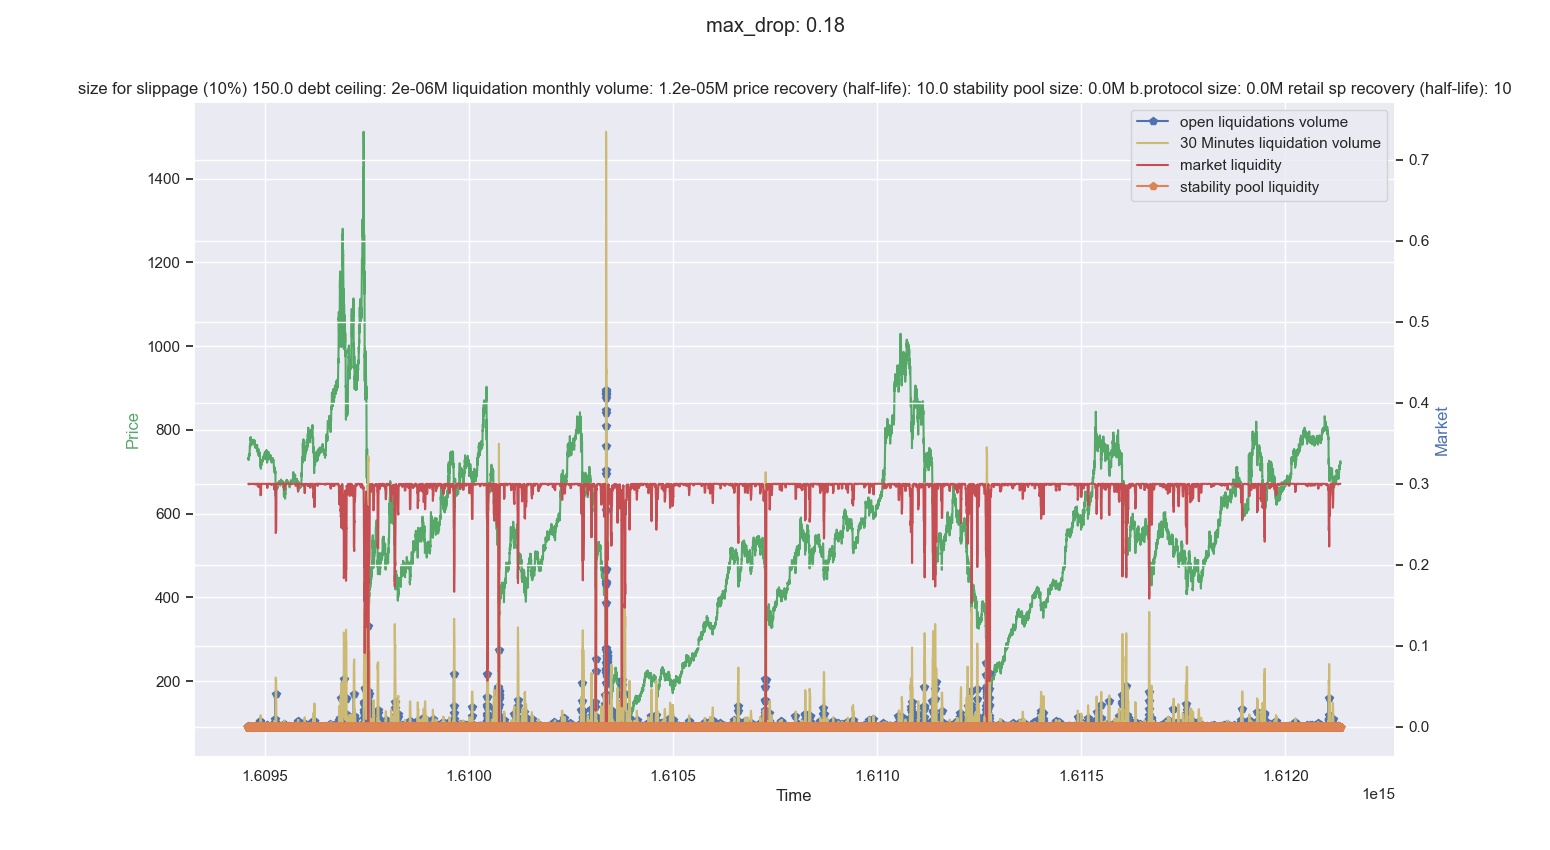 max_drop: 0.18
size for slippage (10%) 150.0 debt ceiling: 2e-06M liquidation monthly volume: 1.2e-05M price recovery (half-life): 10.0 stability pool size: 0.0M b.protocol size: 0.0M retail sp recovery (half-life): 10
open liquidations volume
30 Minutes liquidation volume
market liquidity
stability pool liquidity
1400
1200
1000
800
600
400
200
Price
0.7
0.6
0.5
0.4
0.3
0.2
0.1
0.0
Market
1.6095 1.6100 1.6105 1.6110 1.6115 1.6120
1e15
Time